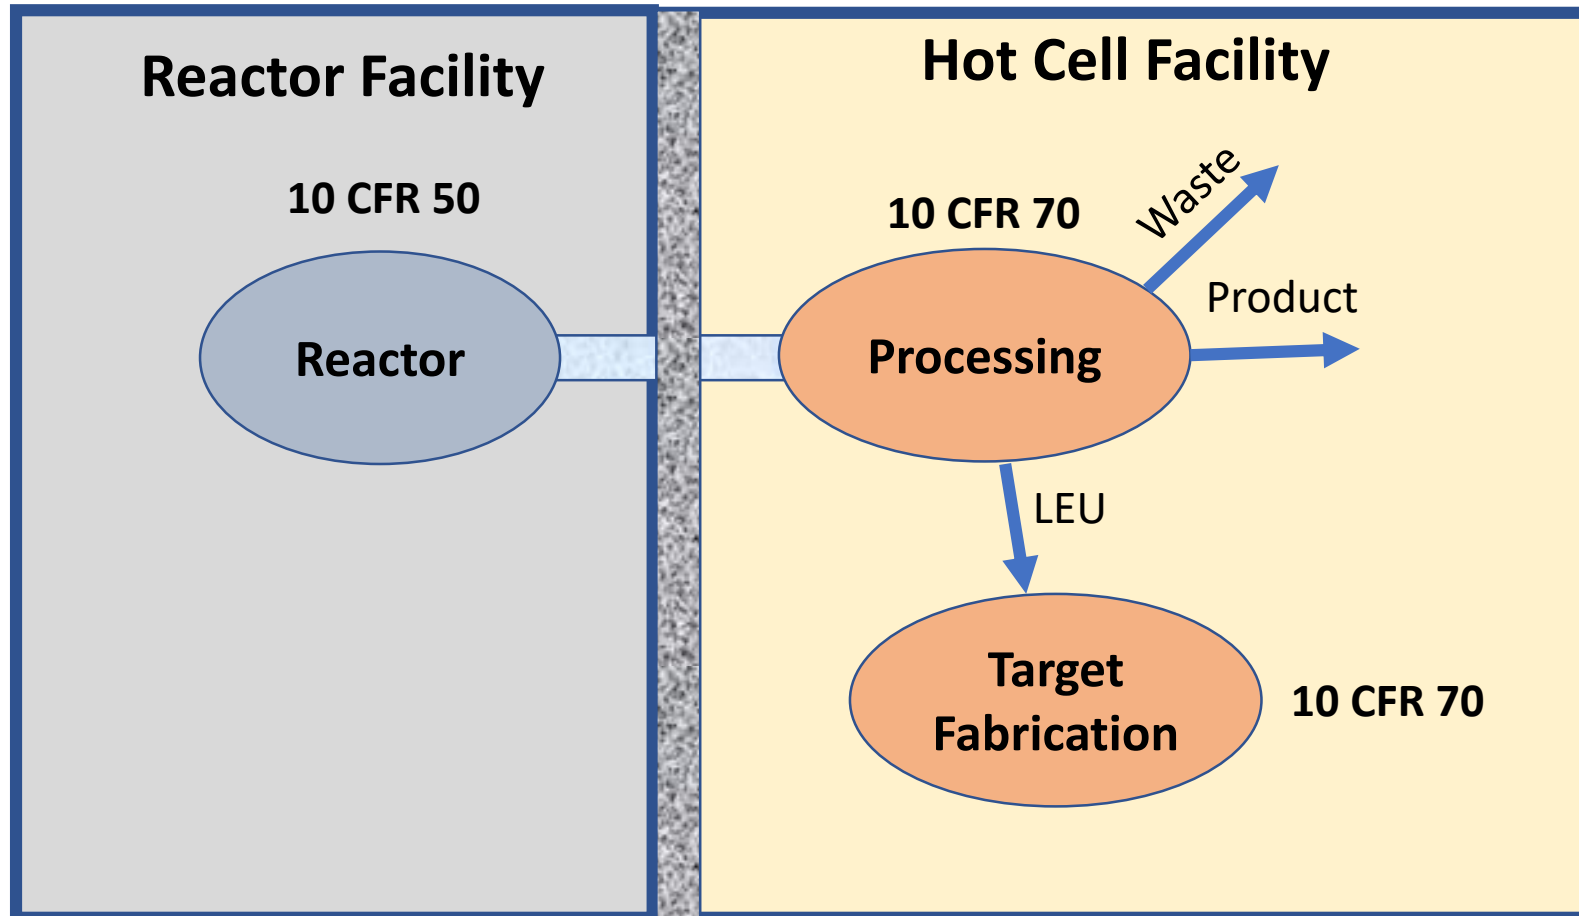 Reactor Facility
10 CFR 50
Reactor
Hot Cell Facility
10 CFR 70
Waste
Product
Processing
LEU
Target
Fabrication
10 CFR 70